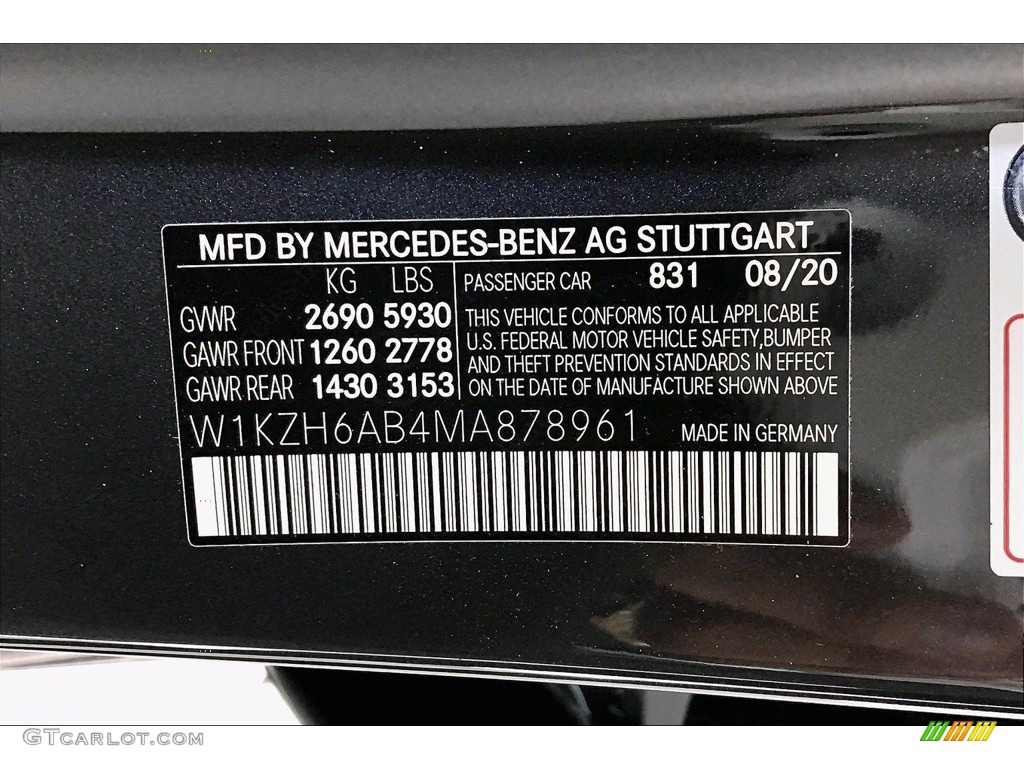 MFD BY MERCEDES-BENZ AG STUTTGART
KG LBS PASSENGER CAR 831 08/20
GVWR 2690 5930
GAWR FRONT 1260 2778
GAWR REAR 1430 3153
THIS VEHICLE CONFORMS TO ALL APPLICABLE
U.S. FEDERAL MOTOR VEHICLE SAFETY,BUMPER
AND THEFT PREVENTION STANDARDS IN EFFECT
ON THE DATE OF MANUFACTURE SHOWN ABOVE
W1KZH6AB4MA878961 MADE IN GERMANY
GTCarlot.com